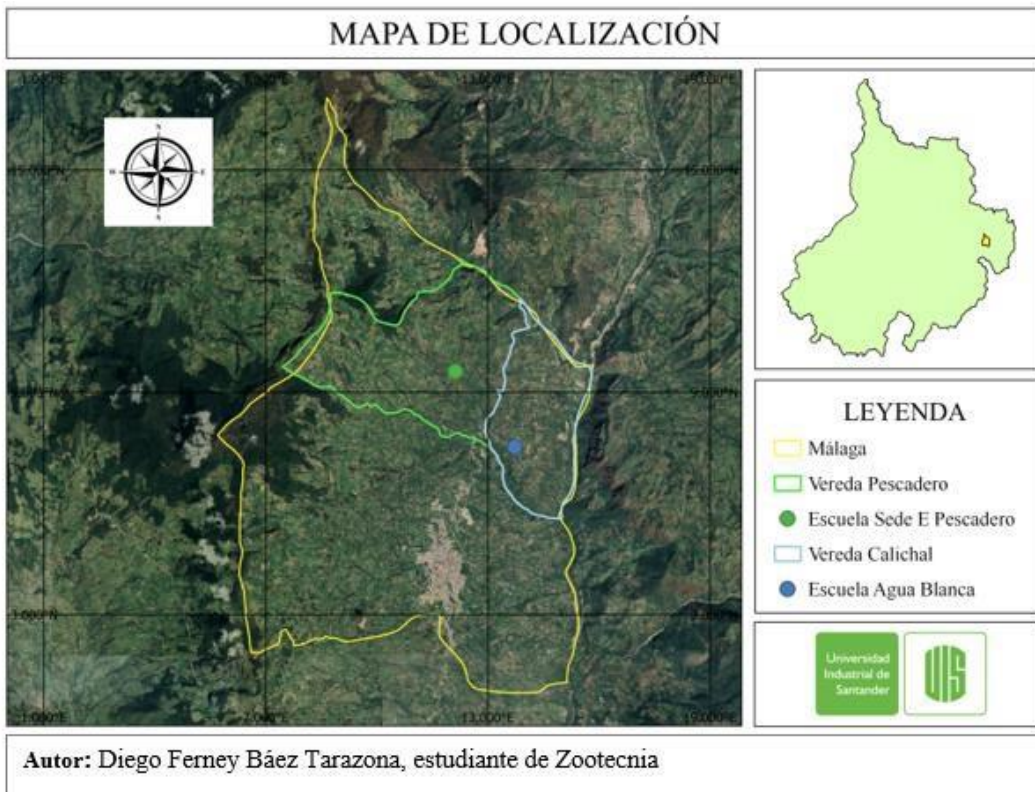 MAPA DE LOCALIZACIÓN
N
E
S
LEYENDA
Málaga
Vereda Pescadero
Escuela Sede E Pescadero
Vereda Calichal
Escuela Agua Blanca
Universidad
Industrial de
Santander
UIS
Autor: Diego Ferney Báez Tarazona, estudiante de Zootecnia